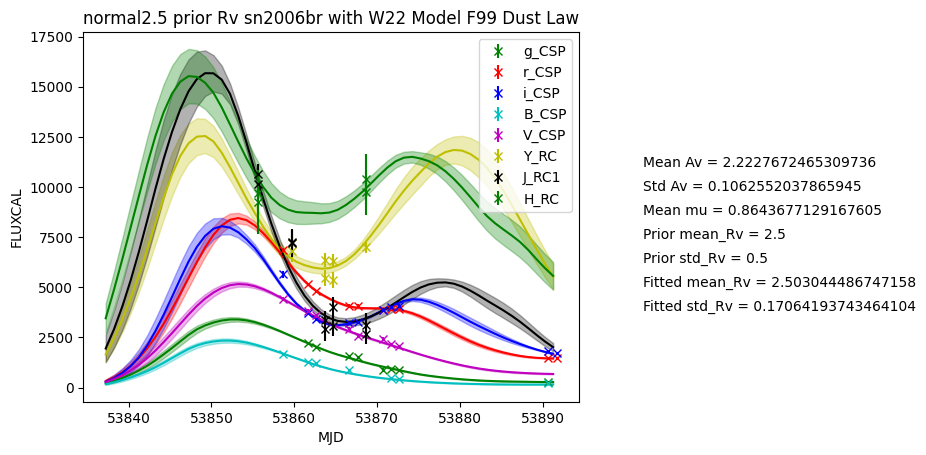 normal2.5 prior Rv sn2006br with W22 Model F99 Dust Law
17500
15000
12500
10000
7500
5000
2500
0
FLUXCAL
53840
53850
53860
53870
53880
53890
MJD
g_CSP
r_CSP
i_CSP
B_CSP
V_CSP
Y_RC
J_RC1
H_RC
Mean Av = 2.2227672465309736
Std Av = 0.1062552037865945
Mean mu = 0.8643677129167605
Prior mean_Rv = 2.5
Prior std_Rv = 0.5
Fitted mean_Rv = 2.503044486747158
Fitted std_Rv = 0.17064193743464104